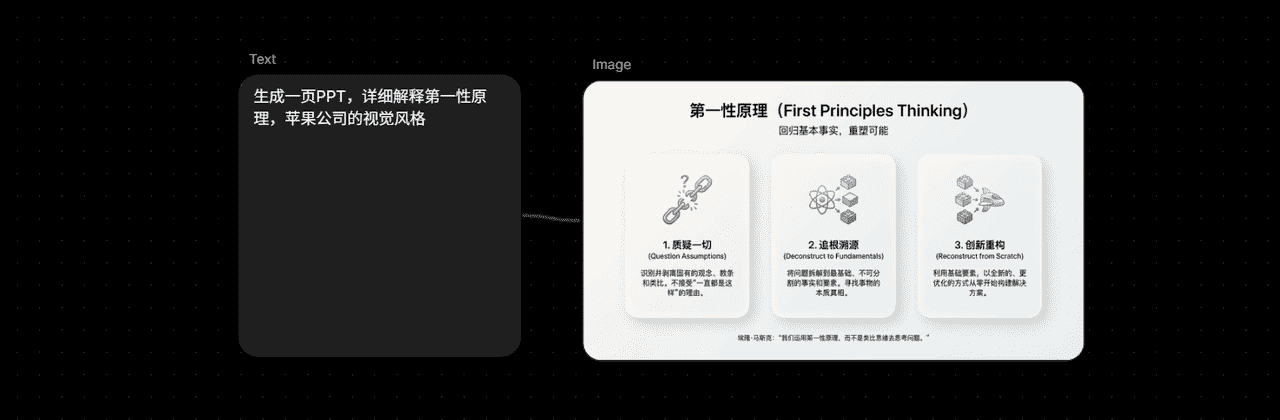 Text
生成一页PPT，详细解释第一性原
理，苹果公司的视觉风格
Image
第一性原理（First Principles Thinking）
回归基本事实，重塑可能
?
1. 质疑一切
(Question Assumptions)
识别并剥离固有的观念、教条
和类比。不接受“一直都是这
样”的理由。
2. 追根溯源
(Deconstruct to Fundamentals)
将问题拆解到最基础、不可分
割的事实和要素。寻找事物的
本质真相。
3. 创新重构
(Reconstruct from Scratch)
利用基础要素，以全新的、更
优化的方式从零开始构建解决
方案。
埃隆·马斯克：“我们运用第一性原理，而不是类比思维去思考问题。”